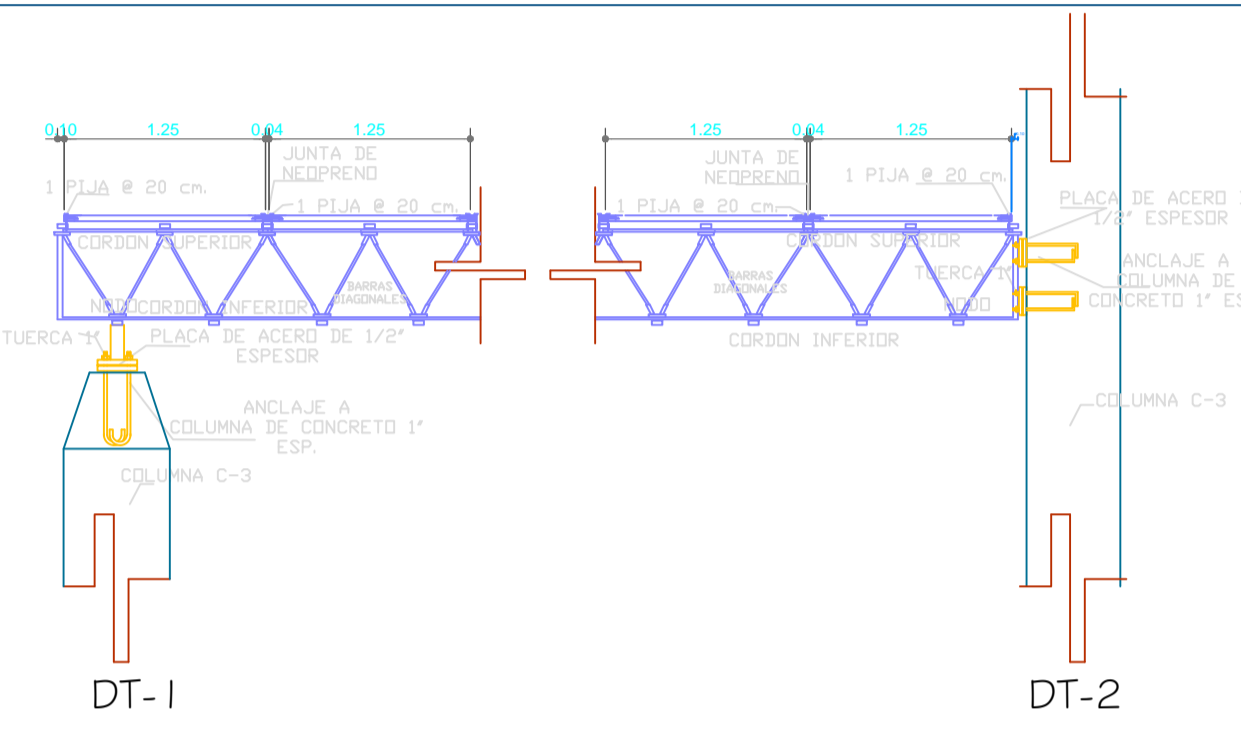 0.10 1.25 0.04 1.25
1.25 0.04 1.25
JUNTA DE
NEOPRENO
1 PIJA @ 20 cm.
1 PIJA @ 20 cm.
CORDON SUPERIOR
BARRAS
DIAGONALES
NODO
CORDON INFERIOR
TUERCA 1"
PLACA DE ACERO DE 1/2"
ESPESOR
ANCLAJE A
COLUMNA DE CONCRETO 1"
ESP.
COLUMNA C-3
DT-1
JUNTA DE
NEOPRENO
1 PIJA @ 20 cm.
1 PIJA @ 20 cm.
CORDON SUPERIOR
BARRAS
DIAGONALES
TUERCA 1"
NODO
CORDON INFERIOR
PLACA DE ACERO
1/2" ESPESOR
ANCLAJE A
COLUMNA DE
CONCRETO 1"
COLUMNA C-3
DT-2